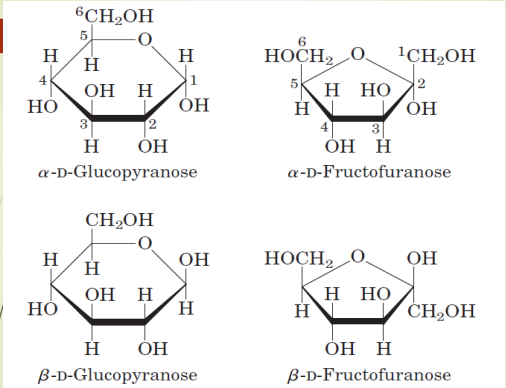 ⁶CH₂OH
5 O
H H H
4 OH H 1
HO OH
3 2
H OH
α-D-Glucopyranose
6
HOCH₂ O ¹CH₂OH
5 H HO 2
H OH
4 3
OH H
α-D-Fructofuranose
CH₂OH
O
H H OH
OH H
HO H
H OH
β-D-Glucopyranose
HOCH₂ O OH
H HO
H CH₂OH
OH H
β-D-Fructofuranose